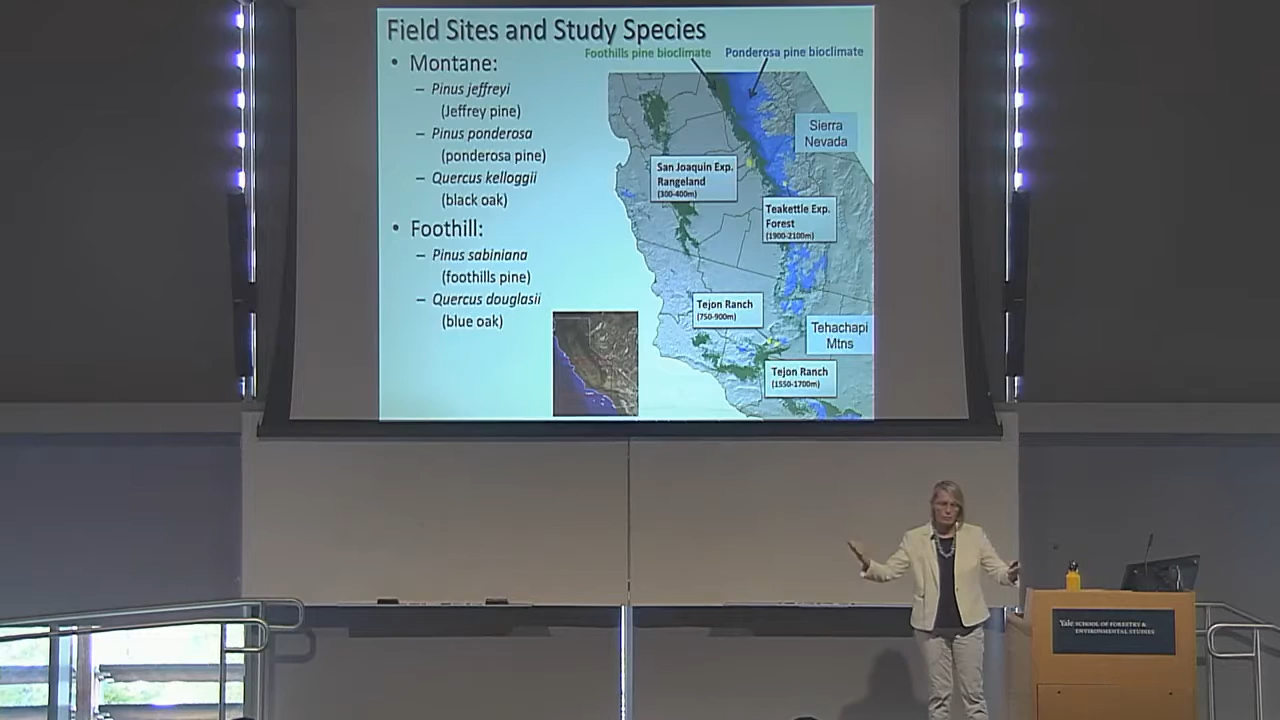 Field Sites and Study Species
• Montane:
– Pinus jeffreyi
(Jeffrey pine)
– Pinus ponderosa
(ponderosa pine)
– Quercus kelloggii
(black oak)
• Foothill:
– Pinus sabiniana
(foothills pine)
– Quercus douglasii
(blue oak)
Foothills pine bioclimate
Ponderosa pine bioclimate
Sierra
Nevada
San Joaquin Exp.
Rangeland
(300-400m)
Teakettle Exp.
Forest
(1900-2100m)
Tejon Ranch
(750-900m)
Tehachapi
Mtns
Tejon Ranch
(1550-1700m)
Yale SCHOOL OF FORESTRY &
ENVIRONMENTAL STUDIES